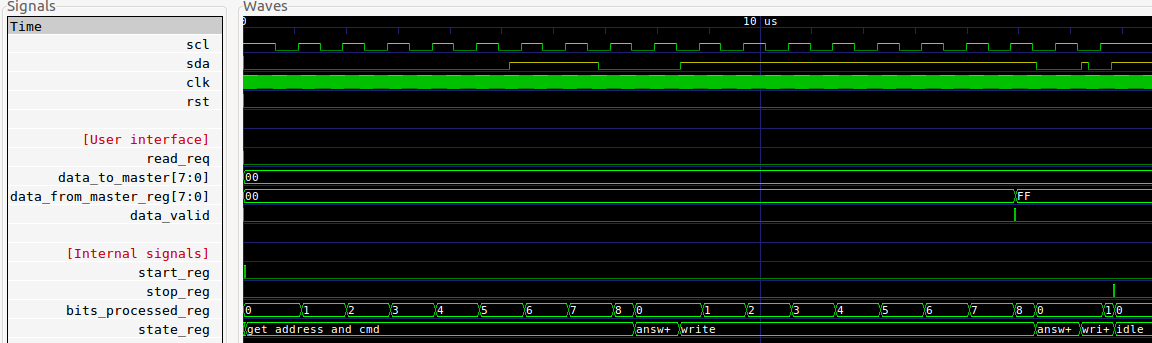 Signals Waves
Time 0 10 us
scl
sda
clk
rst
[User interface]
read_req
data_to_master[7:0] 00
data_from_master_reg[7:0] 00 FF
data_valid
[Internal signals]
start_reg
stop_reg
bits_processed_reg 0 1 2 3 4 5 6 7 8 0 1 2 3 4 5 6 7 8 0 1 0
state_reg get address and cmd answ+ write answ+ wri+ idle